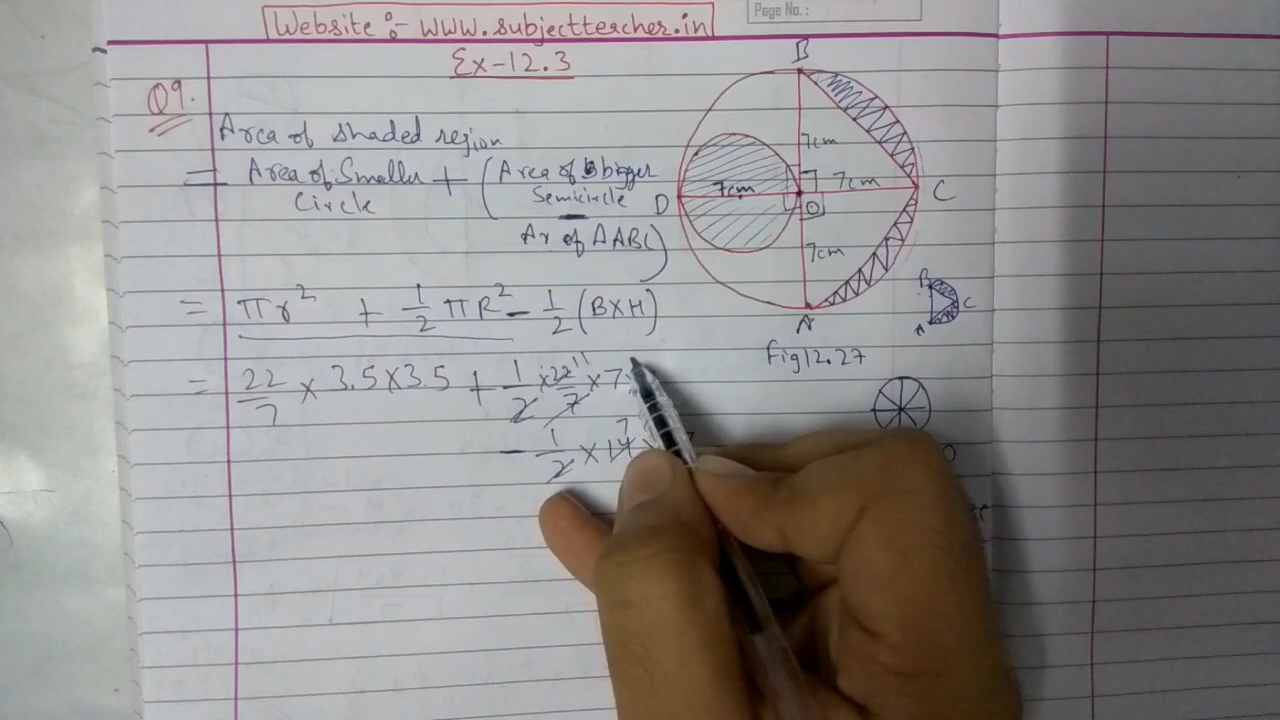 Page No.:
Website :- www.subjectteacher.in
Ex-12.3
Q9.
Area of shaded region
= Area of Smaller Circle + (Area of bigger Semicircle - Ar of ΔABC)
= πr² + 1/2 πR² - 1/2 (B×H)
= 22/7 × 3.5×3.5 + 1/2 × 22/7 × 7
11
- 1/2 × 14 ×
7
B
7cm
7cm
7cm
D
O
C
7cm
A
Fig 12.27
B
C
A